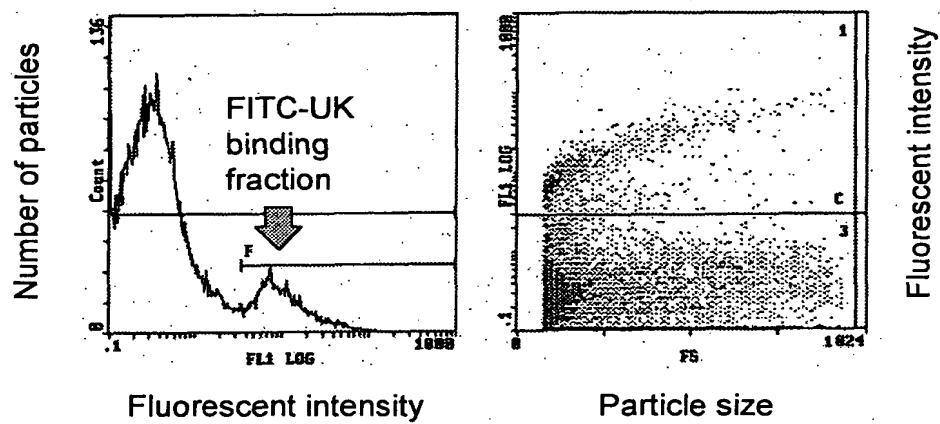 Number of particles
136
Count
0
FITC-UK
binding
fraction
F
.1
1000
FL1 LOG
Fluorescent intensity
1000
FL1 LOG
.1
1
C
3
0
1024
FS
Particle size
Fluorescent intensity